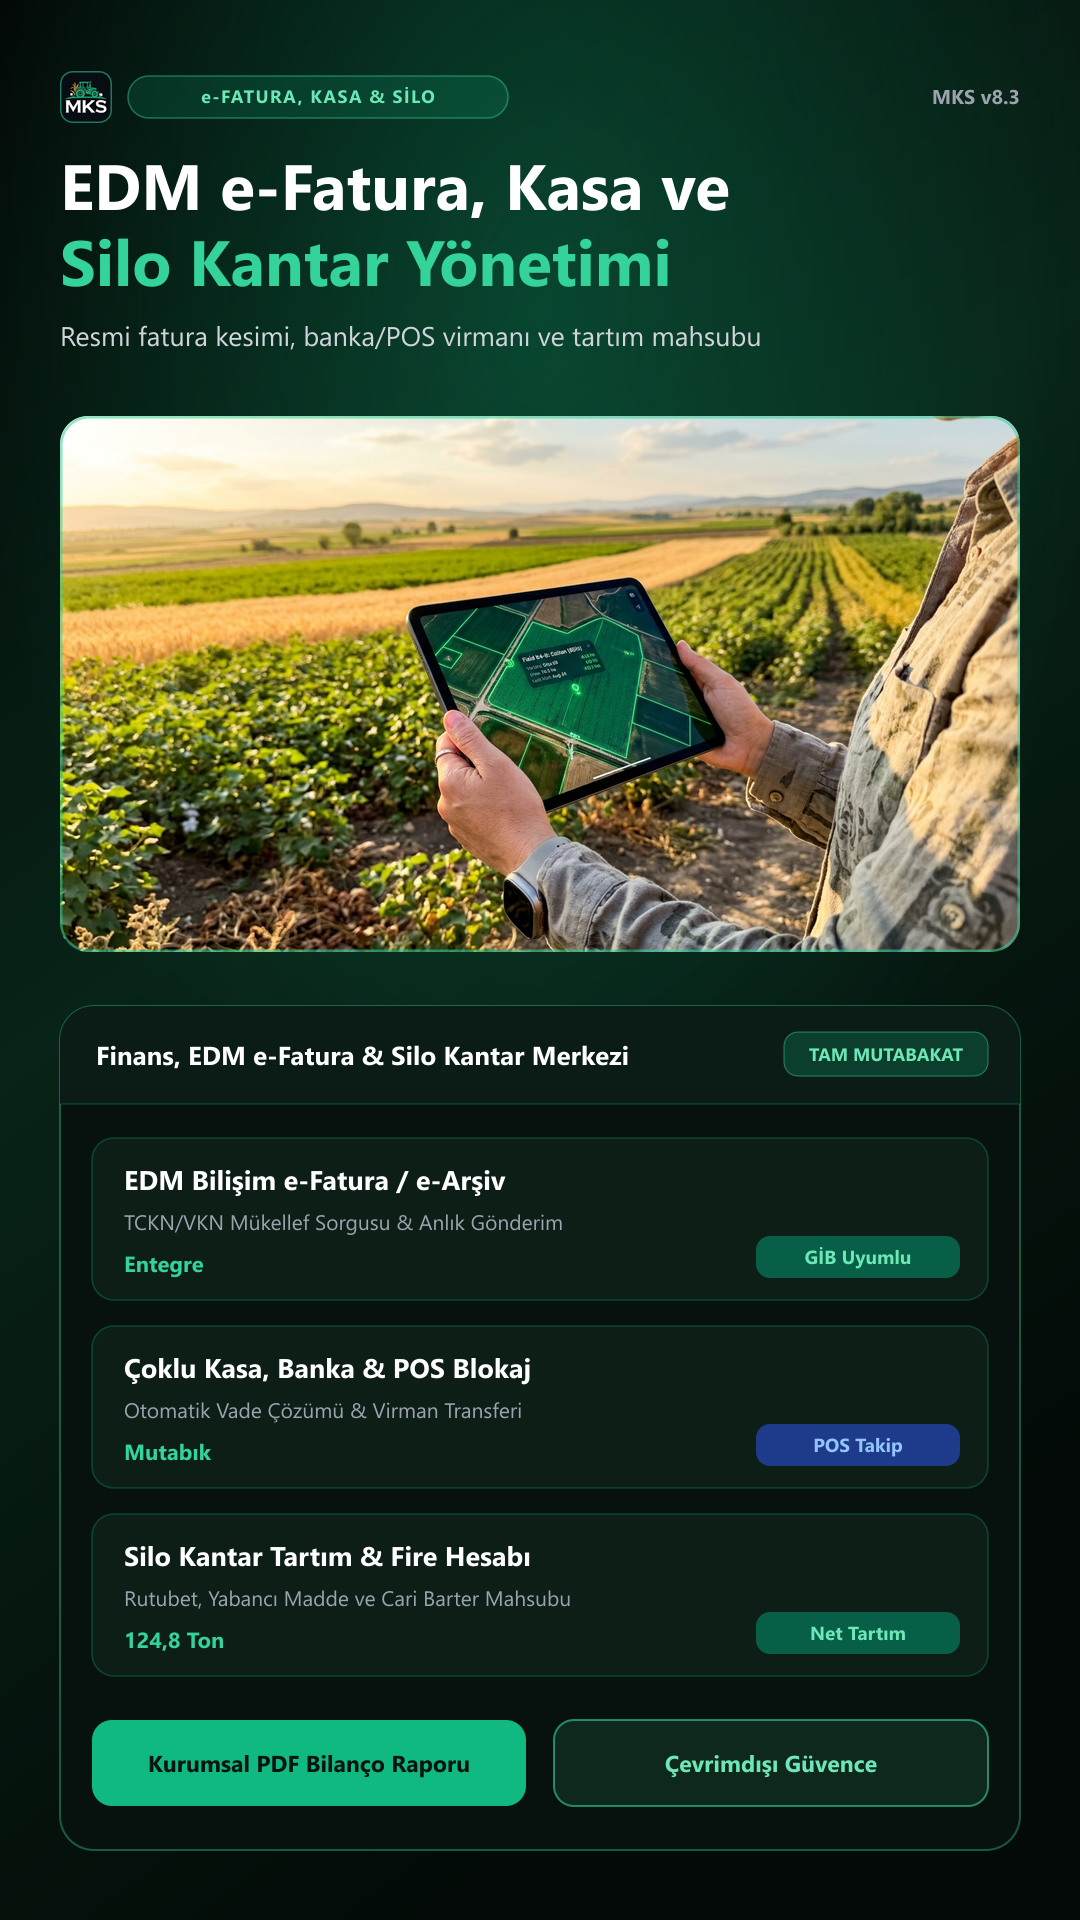 MKS
e-FATURA, KASA & SİLO
MKS v8.3
EDM e-Fatura, Kasa ve
Silo Kantar Yönetimi
Resmi fatura kesimi, banka/POS virmanı ve tartım mahsubu
Finans, EDM e-Fatura & Silo Kantar Merkezi
TAM MUTABAKAT
EDM Bilişim e-Fatura / e-Arşiv
TCKN/VKN Mükellef Sorgusu & Anlık Gönderim
Entegre
GİB Uyumlu
Çoklu Kasa, Banka & POS Blokaj
Otomatik Vade Çözümü & Virman Transferi
Mutabık
POS Takip
Silo Kantar Tartım & Fire Hesabı
Rutubet, Yabancı Madde ve Cari Barter Mahsubu
124,8 Ton
Net Tartım
Kurumsal PDF Bilanço Raporu
Çevrimdışı Güvence